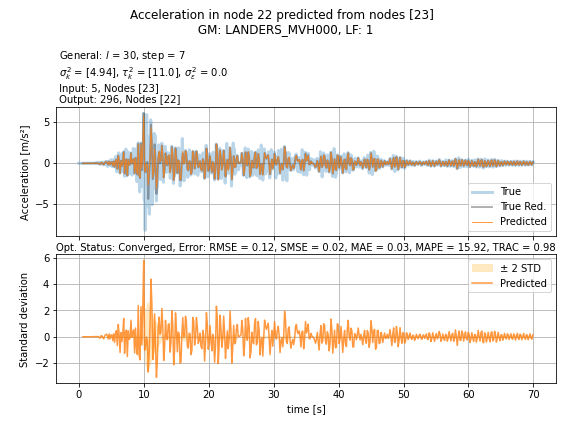 Acceleration in node 22 predicted from nodes [23]
GM: LANDERS_MVH000, LF: 1
General: l = 30, step = 7
σ²ₖ = [4.94], τ²ₖ = [11.0], σ²ε = 0.0
Input: 5, Nodes [23]
Output: 296, Nodes [22]
Acceleration [m/s²]
5
0
−5
True
True Red.
Predicted
Opt. Status: Converged, Error: RMSE = 0.12, SMSE = 0.02, MAE = 0.03, MAPE = 15.92, TRAC = 0.98
Standard deviation
6
4
2
0
−2
± 2 STD
Predicted
0 10 20 30 40 50 60 70
time [s]